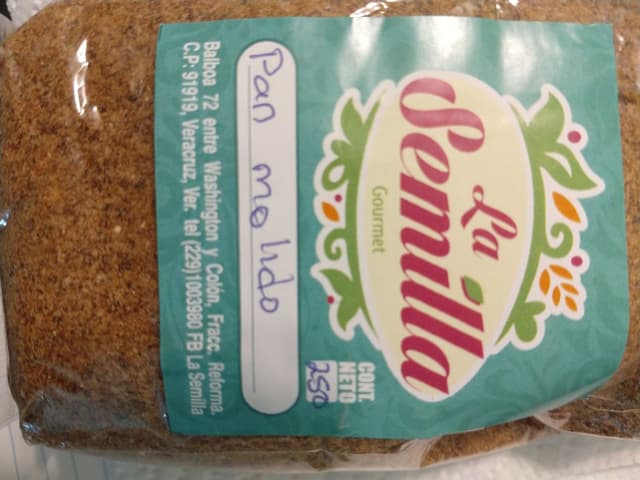 La
Semilla
Gourmet
CONT.
NETO
250
Pan molido
Balboa 72 entre Washington y Colón, Fracc. Reforma.
C.P: 91919, Veracruz, Ver. tel (229)1003980 FB La Semilla